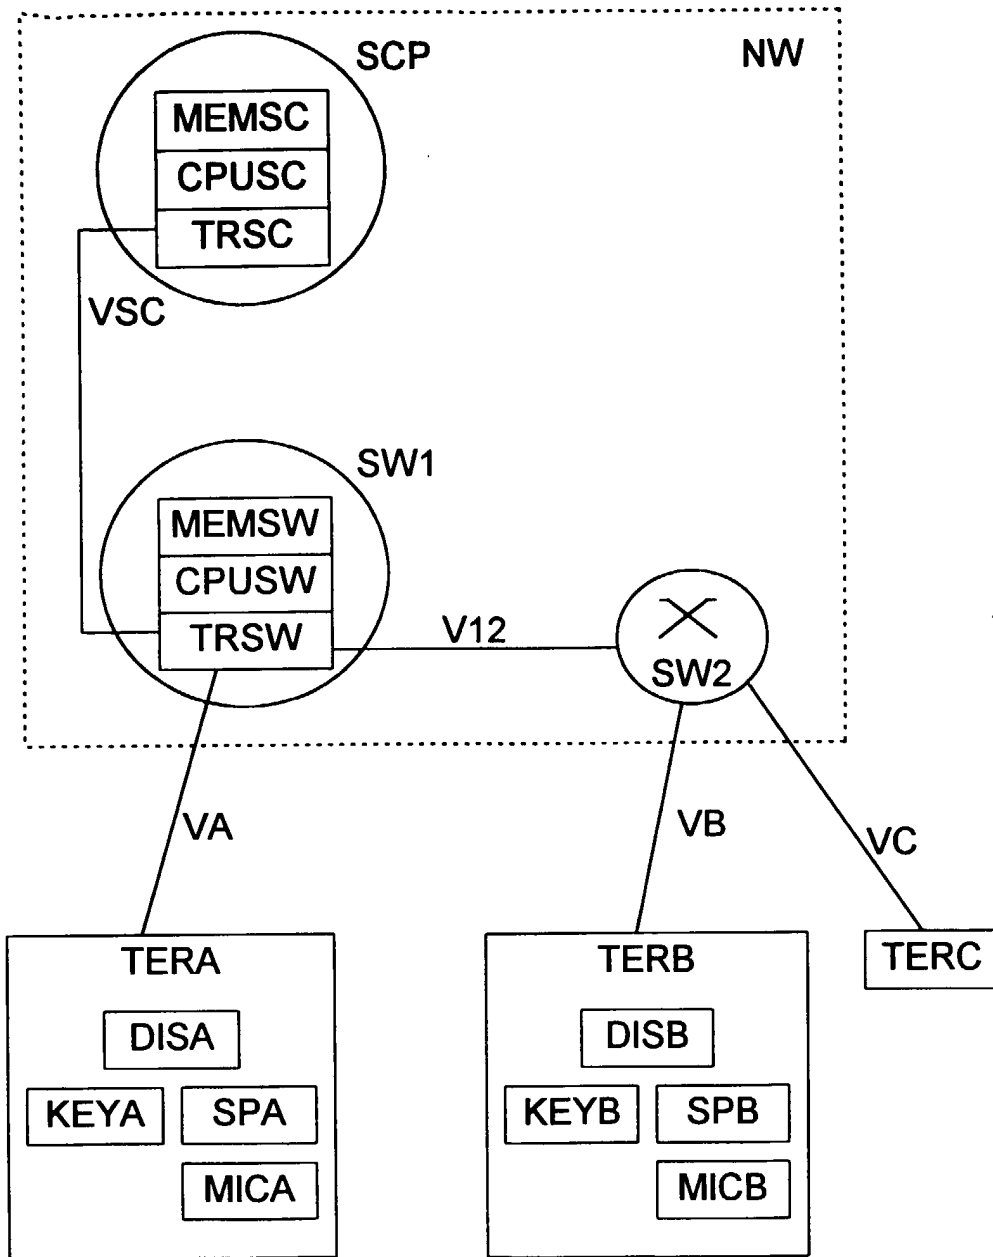 SCP
NW
MEMSC
CPUSC
TRSC
VSC
SW1
MEMSW
CPUSW
TRSW
V12
SW2
VA
VB
VC
TERA
TERB
TERC
DISA
DISB
KEYA
SPA
KEYB
SPB
MICA
MICB